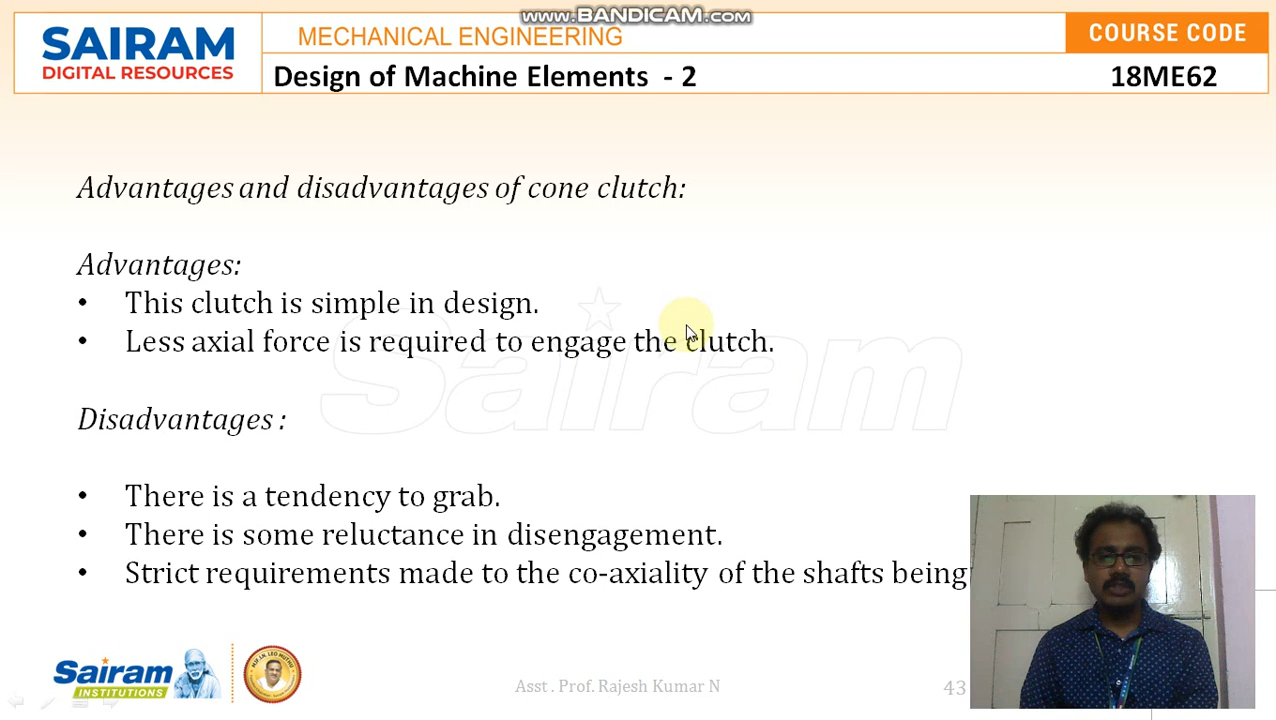 www.BANDICAM.com
SAIRAM
DIGITAL RESOURCES
MECHANICAL ENGINEERING
COURSE CODE
Design of Machine Elements - 2
18ME62
Advantages and disadvantages of cone clutch:
Advantages:
• This clutch is simple in design.
• Less axial force is required to engage the clutch.
Sairam
Disadvantages :
• There is a tendency to grab.
• There is some reluctance in disengagement.
• Strict requirements made to the co-axiality of the shafts being
Sairam
INSTITUTIONS
Asst . Prof. Rajesh Kumar N
43